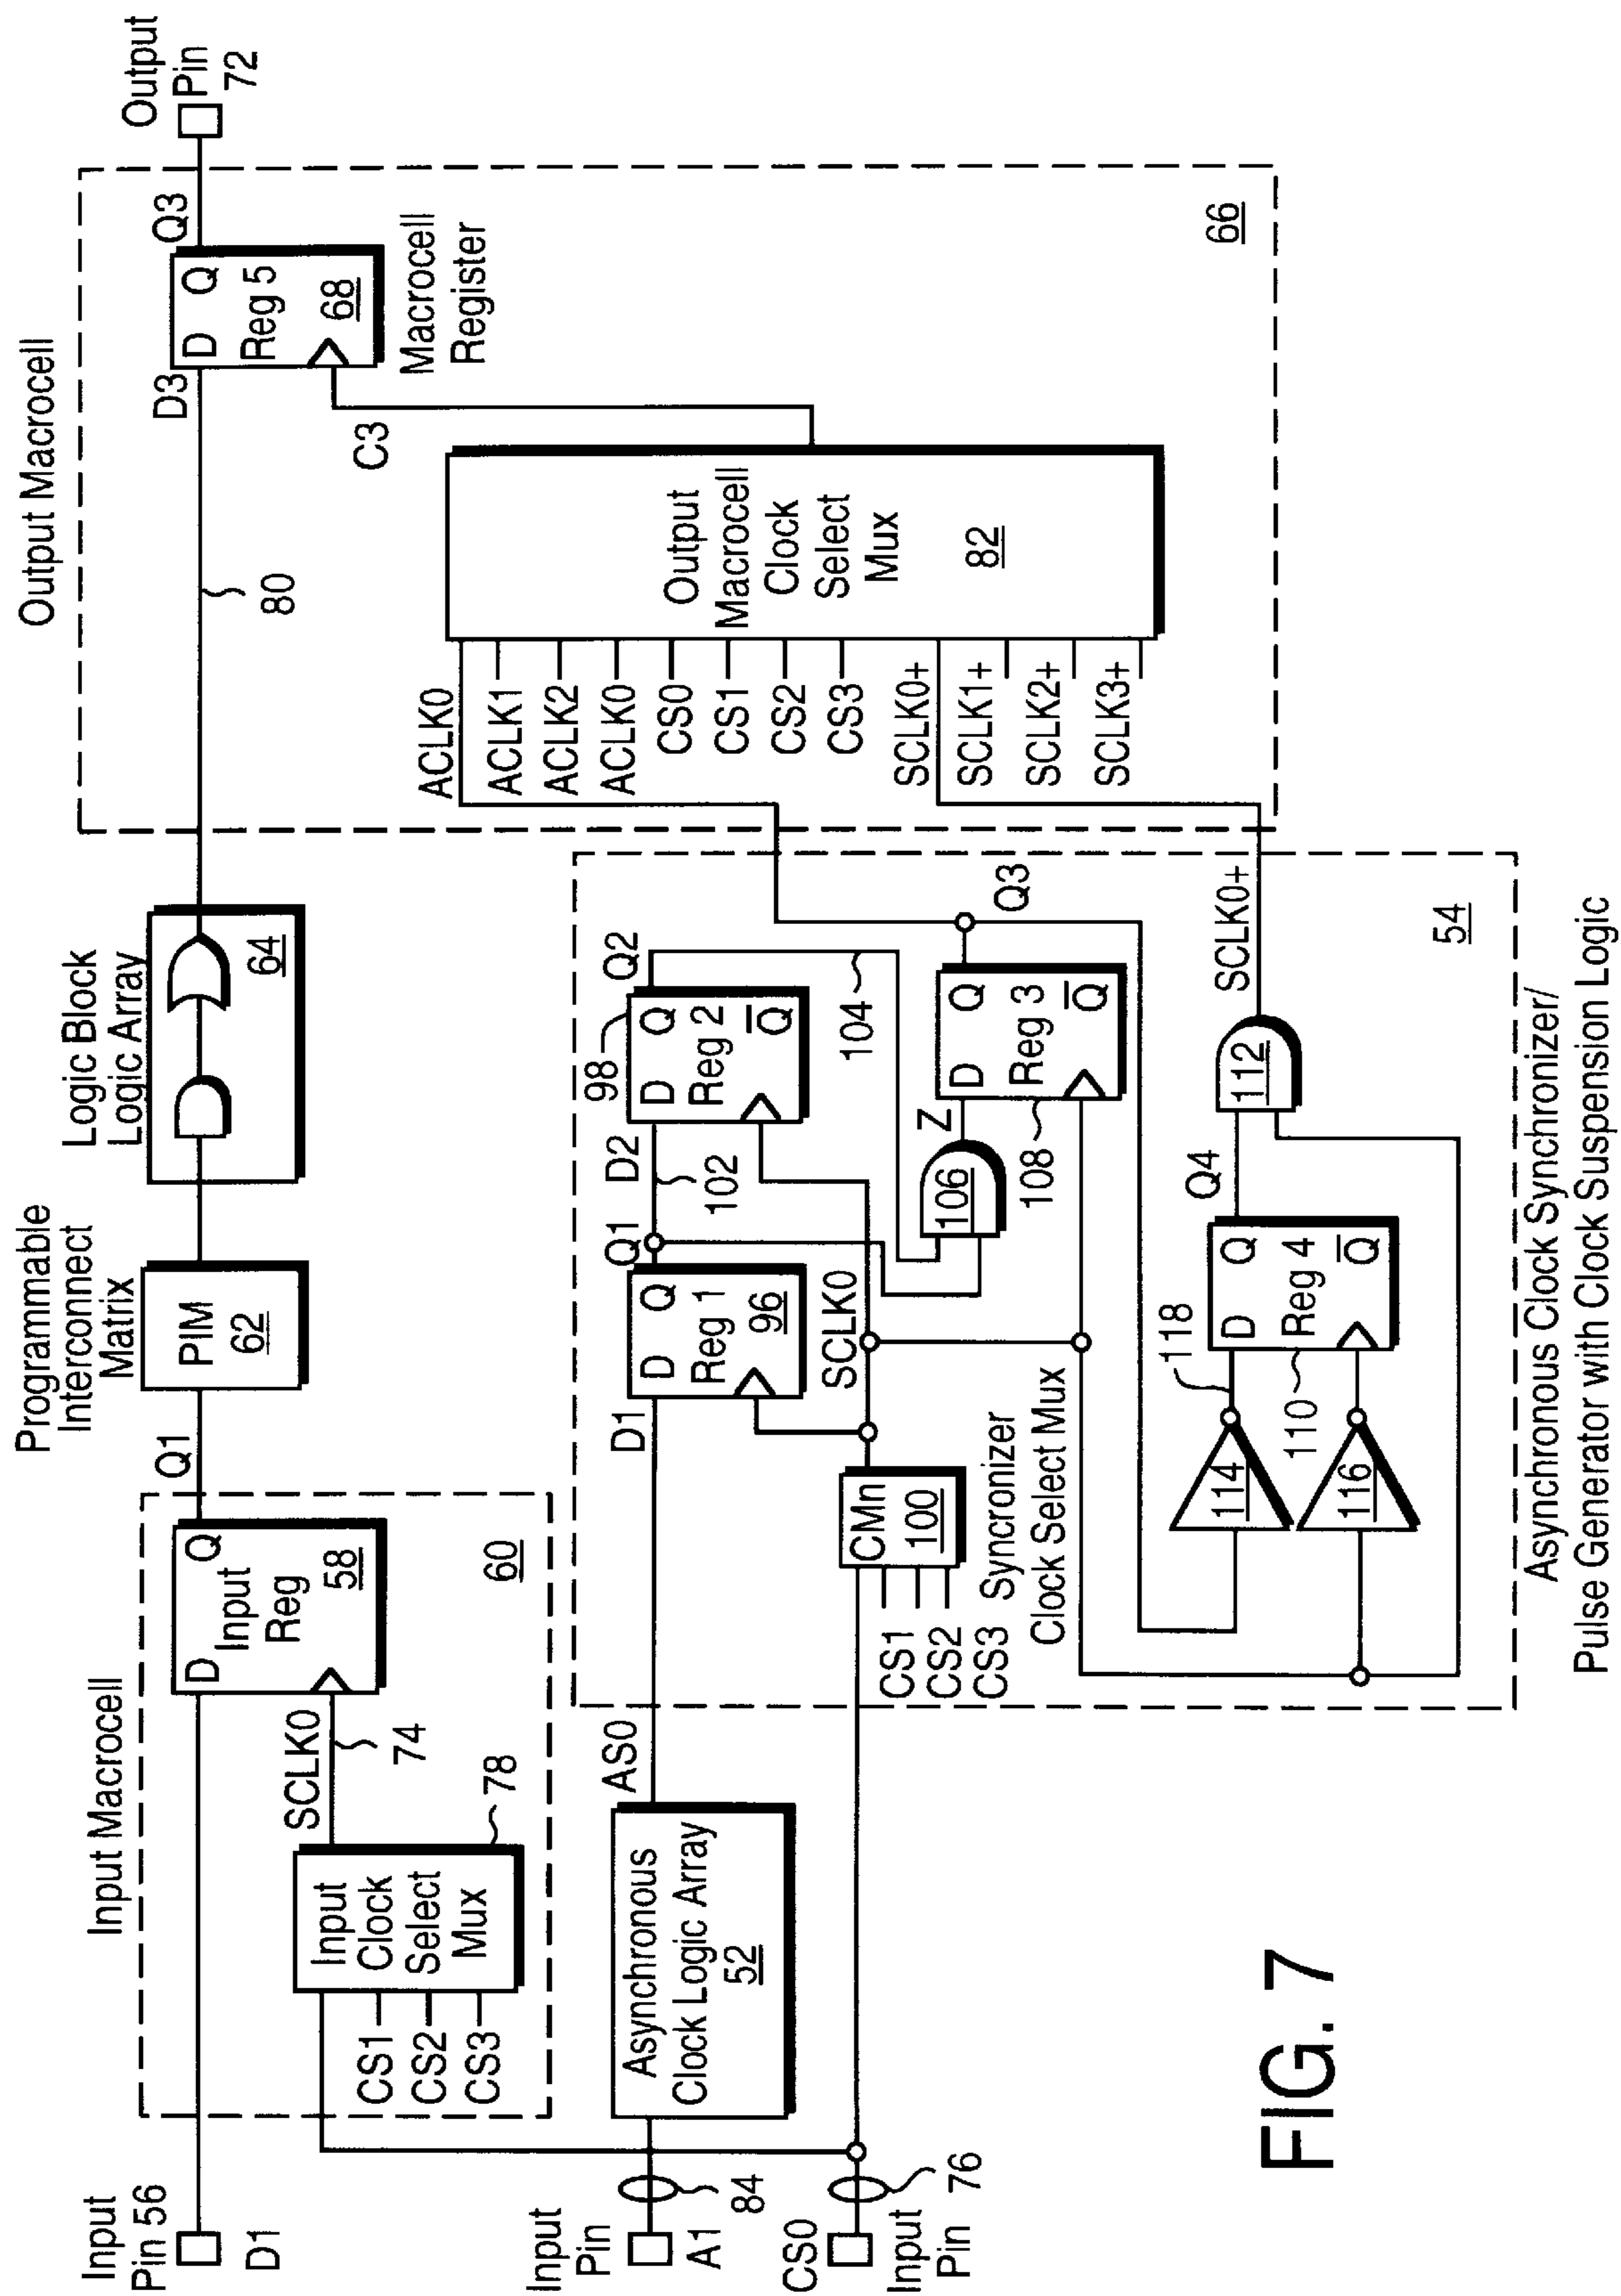 Input
Pin 56
D1
Input Macrocell
D Q
Input
Reg
58
60
SCLK0
74
78
Input
Clock
Select
Mux
CS1
CS2
CS3
Q1
Programmable
Interconnect
Matrix
PIM
62
Logic Block
Logic Array
64
Output Macrocell
80
D3
D Q
Reg 5
68
Q3
Macrocell
Register
C3
Output
Pin
72
Output
Macrocell
Clock
Select
Mux
82
ACLK0
ACLK1
ACLK2
ACLK0
CS0
CS1
CS2
CS3
SCLK0+
SCLK1+
SCLK2+
SCLK3+
66
Input
Pin
A1
84
CS0
Input
Pin
76
Asynchronous
Clock Logic Array
52
AS0
D1
D Q
Reg 1
96
Q1
D2
102
98
D Q
Reg 2
Q
Q2
104
SCLK0
CMn
100
CS1
CS2
CS3
Syncronizer
Clock Select Mux
106
Z
D Q
Reg 3
Q
108
Q3
114
116
118
110
D Q
Reg 4
Q
Q4
112
SCLK0+
54
Asynchronous Clock Synchronizer/
Pulse Generator with Clock Suspension Logic
FIG. 7